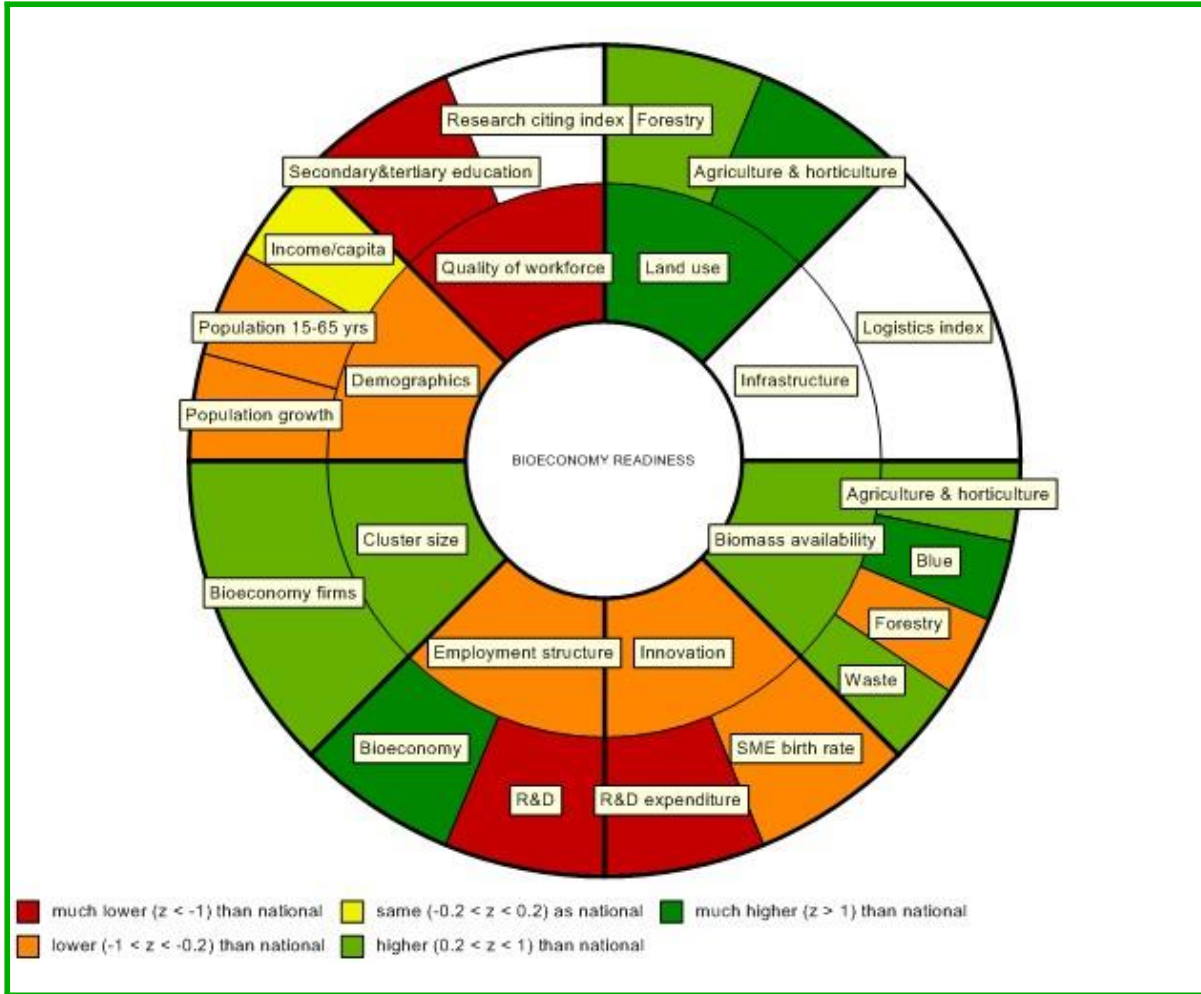 Research citing index
Forestry
Secondary&tertiary education
Agriculture & horticulture
Income/capita
Quality of workforce
Land use
Population 15-65 yrs
Logistics index
Demographics
Infrastructure
Population growth
BIOECONOMY READINESS
Agriculture & horticulture
Cluster size
Biomass availability
Blue
Bioeconomy firms
Forestry
Employment structure
Innovation
Waste
Bioeconomy
SME birth rate
R&D
R&D expenditure
much lower (z < -1) than national
same (-0.2 < z < 0.2) as national
much higher (z > 1) than national
lower (-1 < z < -0.2) than national
higher (0.2 < z < 1) than national